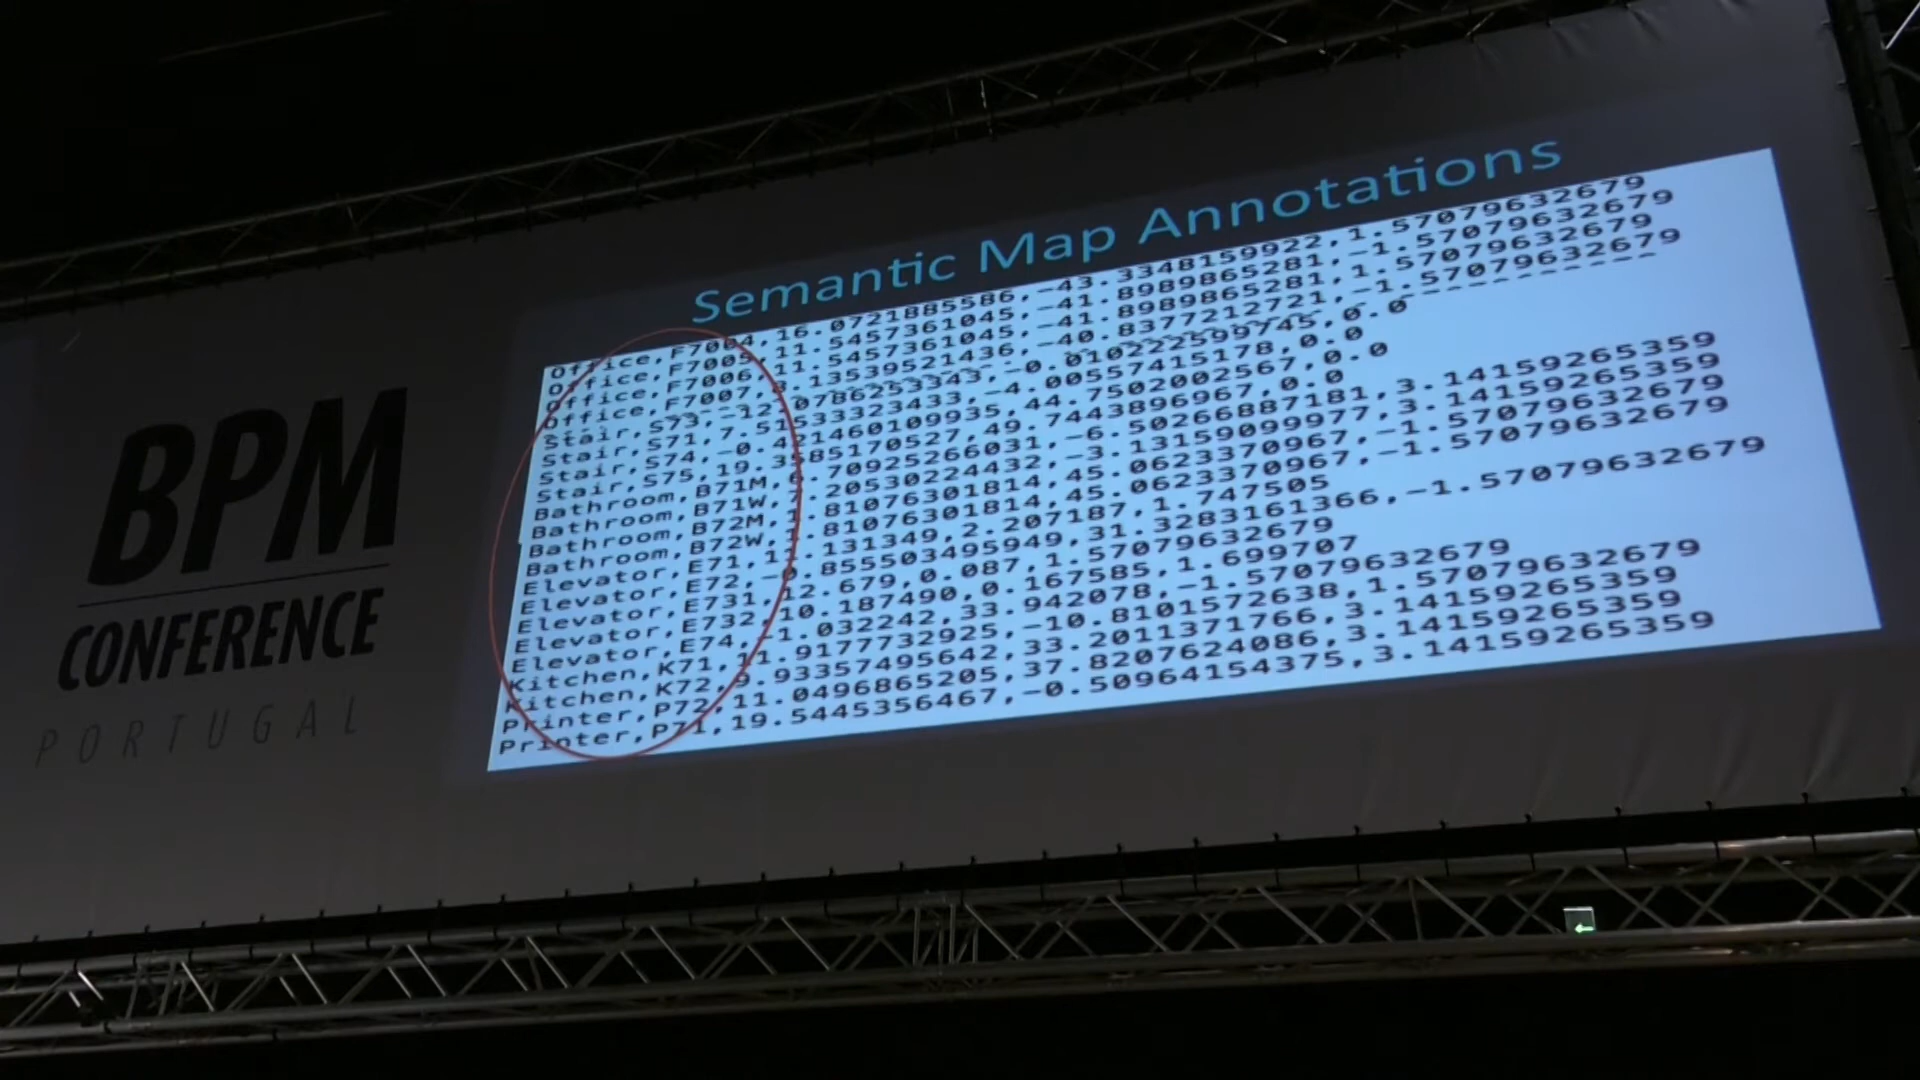 BPM
CONFERENCE
PORTUGAL
Semantic Map Annotations
Office,F7004,16.0721885586,-43.3348159922,1.57079632679
Office,F7005,11.5457361045,-41.8989865281,-1.57079632679
Office,F7006,11.5457361045,-41.8989865281,1.57079632679
Office,F7007,8.13539521436,-40.8377212721,-1.57079632679
Stair,S73,-12.0786253343,-0.010222599745,0.0
Stair,S71,7.51533323433,-4.00557415178,0.0
Stair,S74,-0.421460109935,44.7502002567,0.0
Stair,S75,19.3585170527,49.7443896967,0.0
Bathroom,B71M,6.70925266031,-6.50266887181,3.14159265359
Bathroom,B71W,7.20530224432,-3.13159099977,3.14159265359
Bathroom,B72M,1.81076301814,45.0623370967,-1.57079632679
Bathroom,B72W,1.81076301814,45.0623370967,-1.57079632679
Elevator,E71,11.131349,2.207187,1.747505
Elevator,E72,-0.855503495949,31.3283161366,-1.57079632679
Elevator,E731,12.679,0.087,1.57079632679
Elevator,E732,10.187490,0.167585,1.699707
Elevator,E74,-1.032242,33.942078,-1.57079632679
Kitchen,K71,11.9177732925,-10.8101572638,1.57079632679
Kitchen,K72,9.93357495642,33.2011371766,3.14159265359
Printer,P72,11.0496865205,37.8207624086,3.14159265359
Printer,P71,19.5445356467,-0.50964154375,3.14159265359